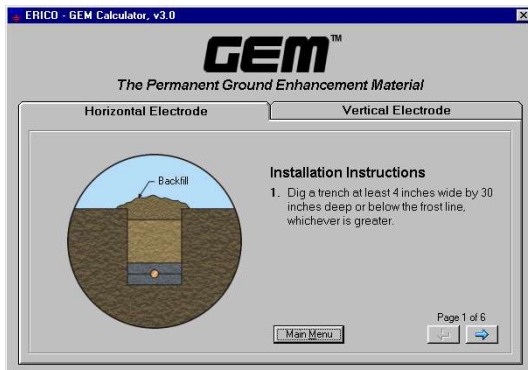 ERICO - GEM Calculator, v3.0
GEM™
The Permanent Ground Enhancement Material
Horizontal Electrode
Vertical Electrode
Backfill
Installation Instructions
1. Dig a trench at least 4 inches wide by 30
inches deep or below the frost line,
whichever is greater.
Page 1 of 6
Main Menu